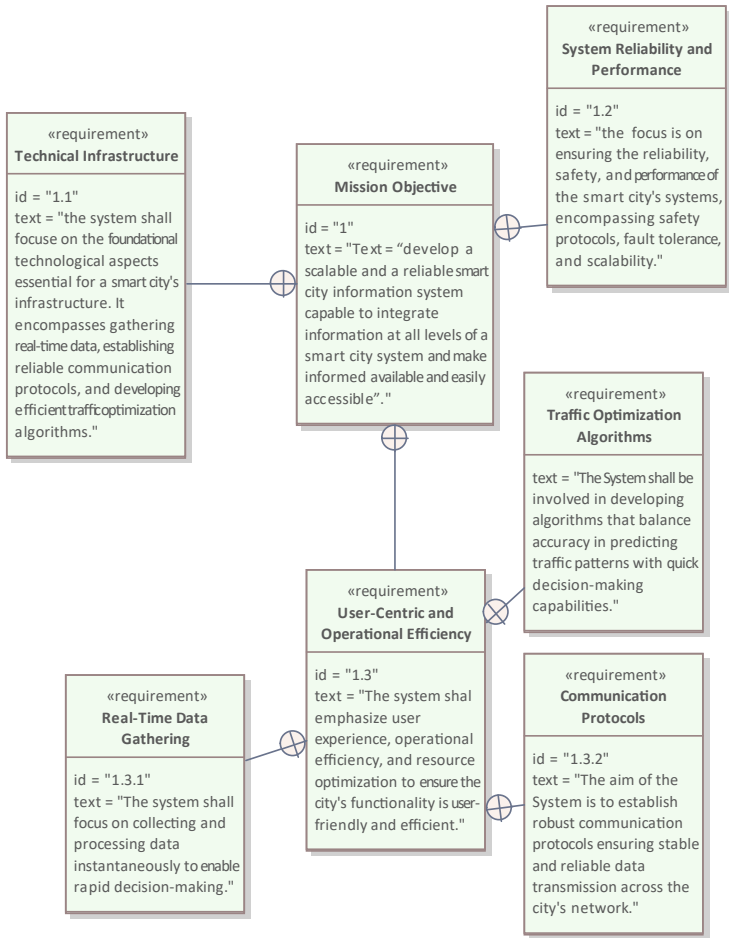 «requirement»
System Reliability and
Performance
id = "1.2"
text = "the focus is on
ensuring the reliability,
safety, and performance of
the smart city's systems,
encompassing safety
protocols, fault tolerance,
and scalability."
«requirement»
Technical Infrastructure
id = "1.1"
text = "the system shall
focuse on the foundational
technological aspects
essential for a smart city's
infrastructure. It
encompasses gathering
real-time data, establishing
reliable communication
protocols, and developing
efficient traffic optimization
algorithms."
«requirement»
Mission Objective
id = "1"
text = "Text = “develop a
scalable and a reliable smart
city information system
capable to integrate
information at all levels of a
smart city system and make
informed available and easily
accessible”."
«requirement»
Traffic Optimization
Algorithms
text = "The System shall be
involved in developing
algorithms that balance
accuracy in predicting
traffic patterns with quick
decision-making
capabilities."
«requirement»
User-Centric and
Operational Efficiency
id = "1.3"
text = "The system shal
emphasize user
experience, operational
efficiency, and resource
optimization to ensure the
city's functionality is user-
friendly and efficient."
«requirement»
Real-Time Data
Gathering
id = "1.3.1"
text = "The system shall
focus on collecting and
processing data
instantaneously to enable
rapid decision-making."
«requirement»
Communication
Protocols
id = "1.3.2"
text = "The aim of the
System is to establish
robust communication
protocols ensuring stable
and reliable data
transmission across the
city's network."